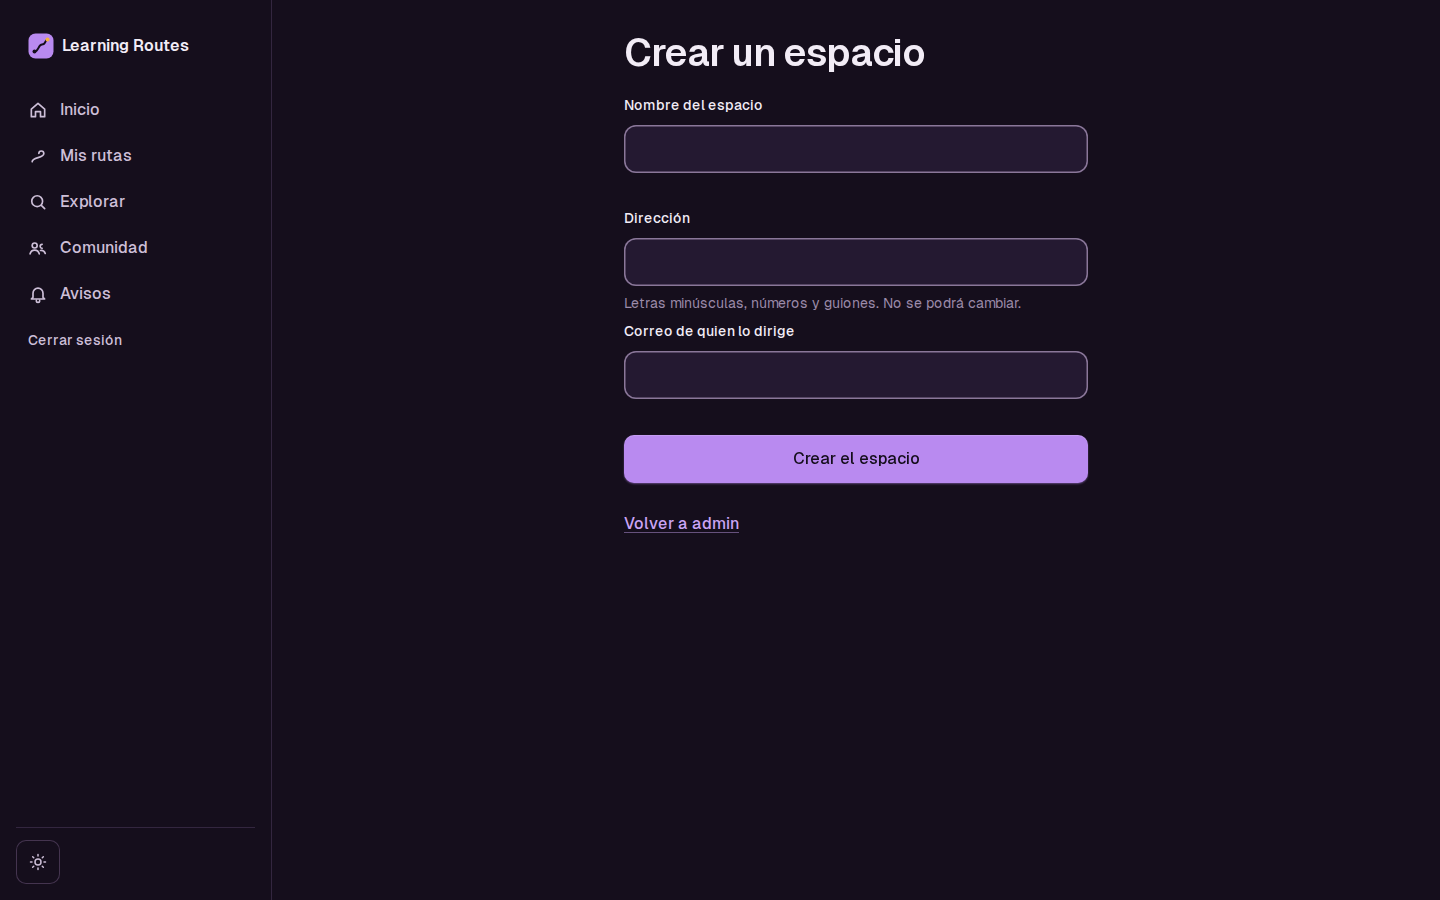 Learning Routes
Inicio
Mis rutas
Explorar
Comunidad
Avisos
Cerrar sesión
Crear un espacio
Nombre del espacio
Dirección
Letras minúsculas, números y guiones. No se podrá cambiar.
Correo de quien lo dirige
Crear el espacio
Volver a admin